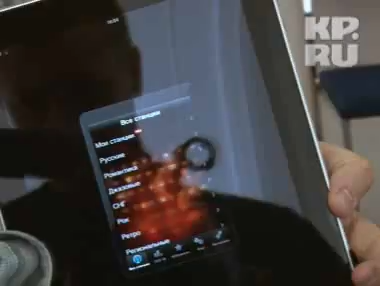 KP.
RU
Все станции
Мои станции
Русские
Романтика
Джазовые
СНГ
Рок
Ретро
Региональные